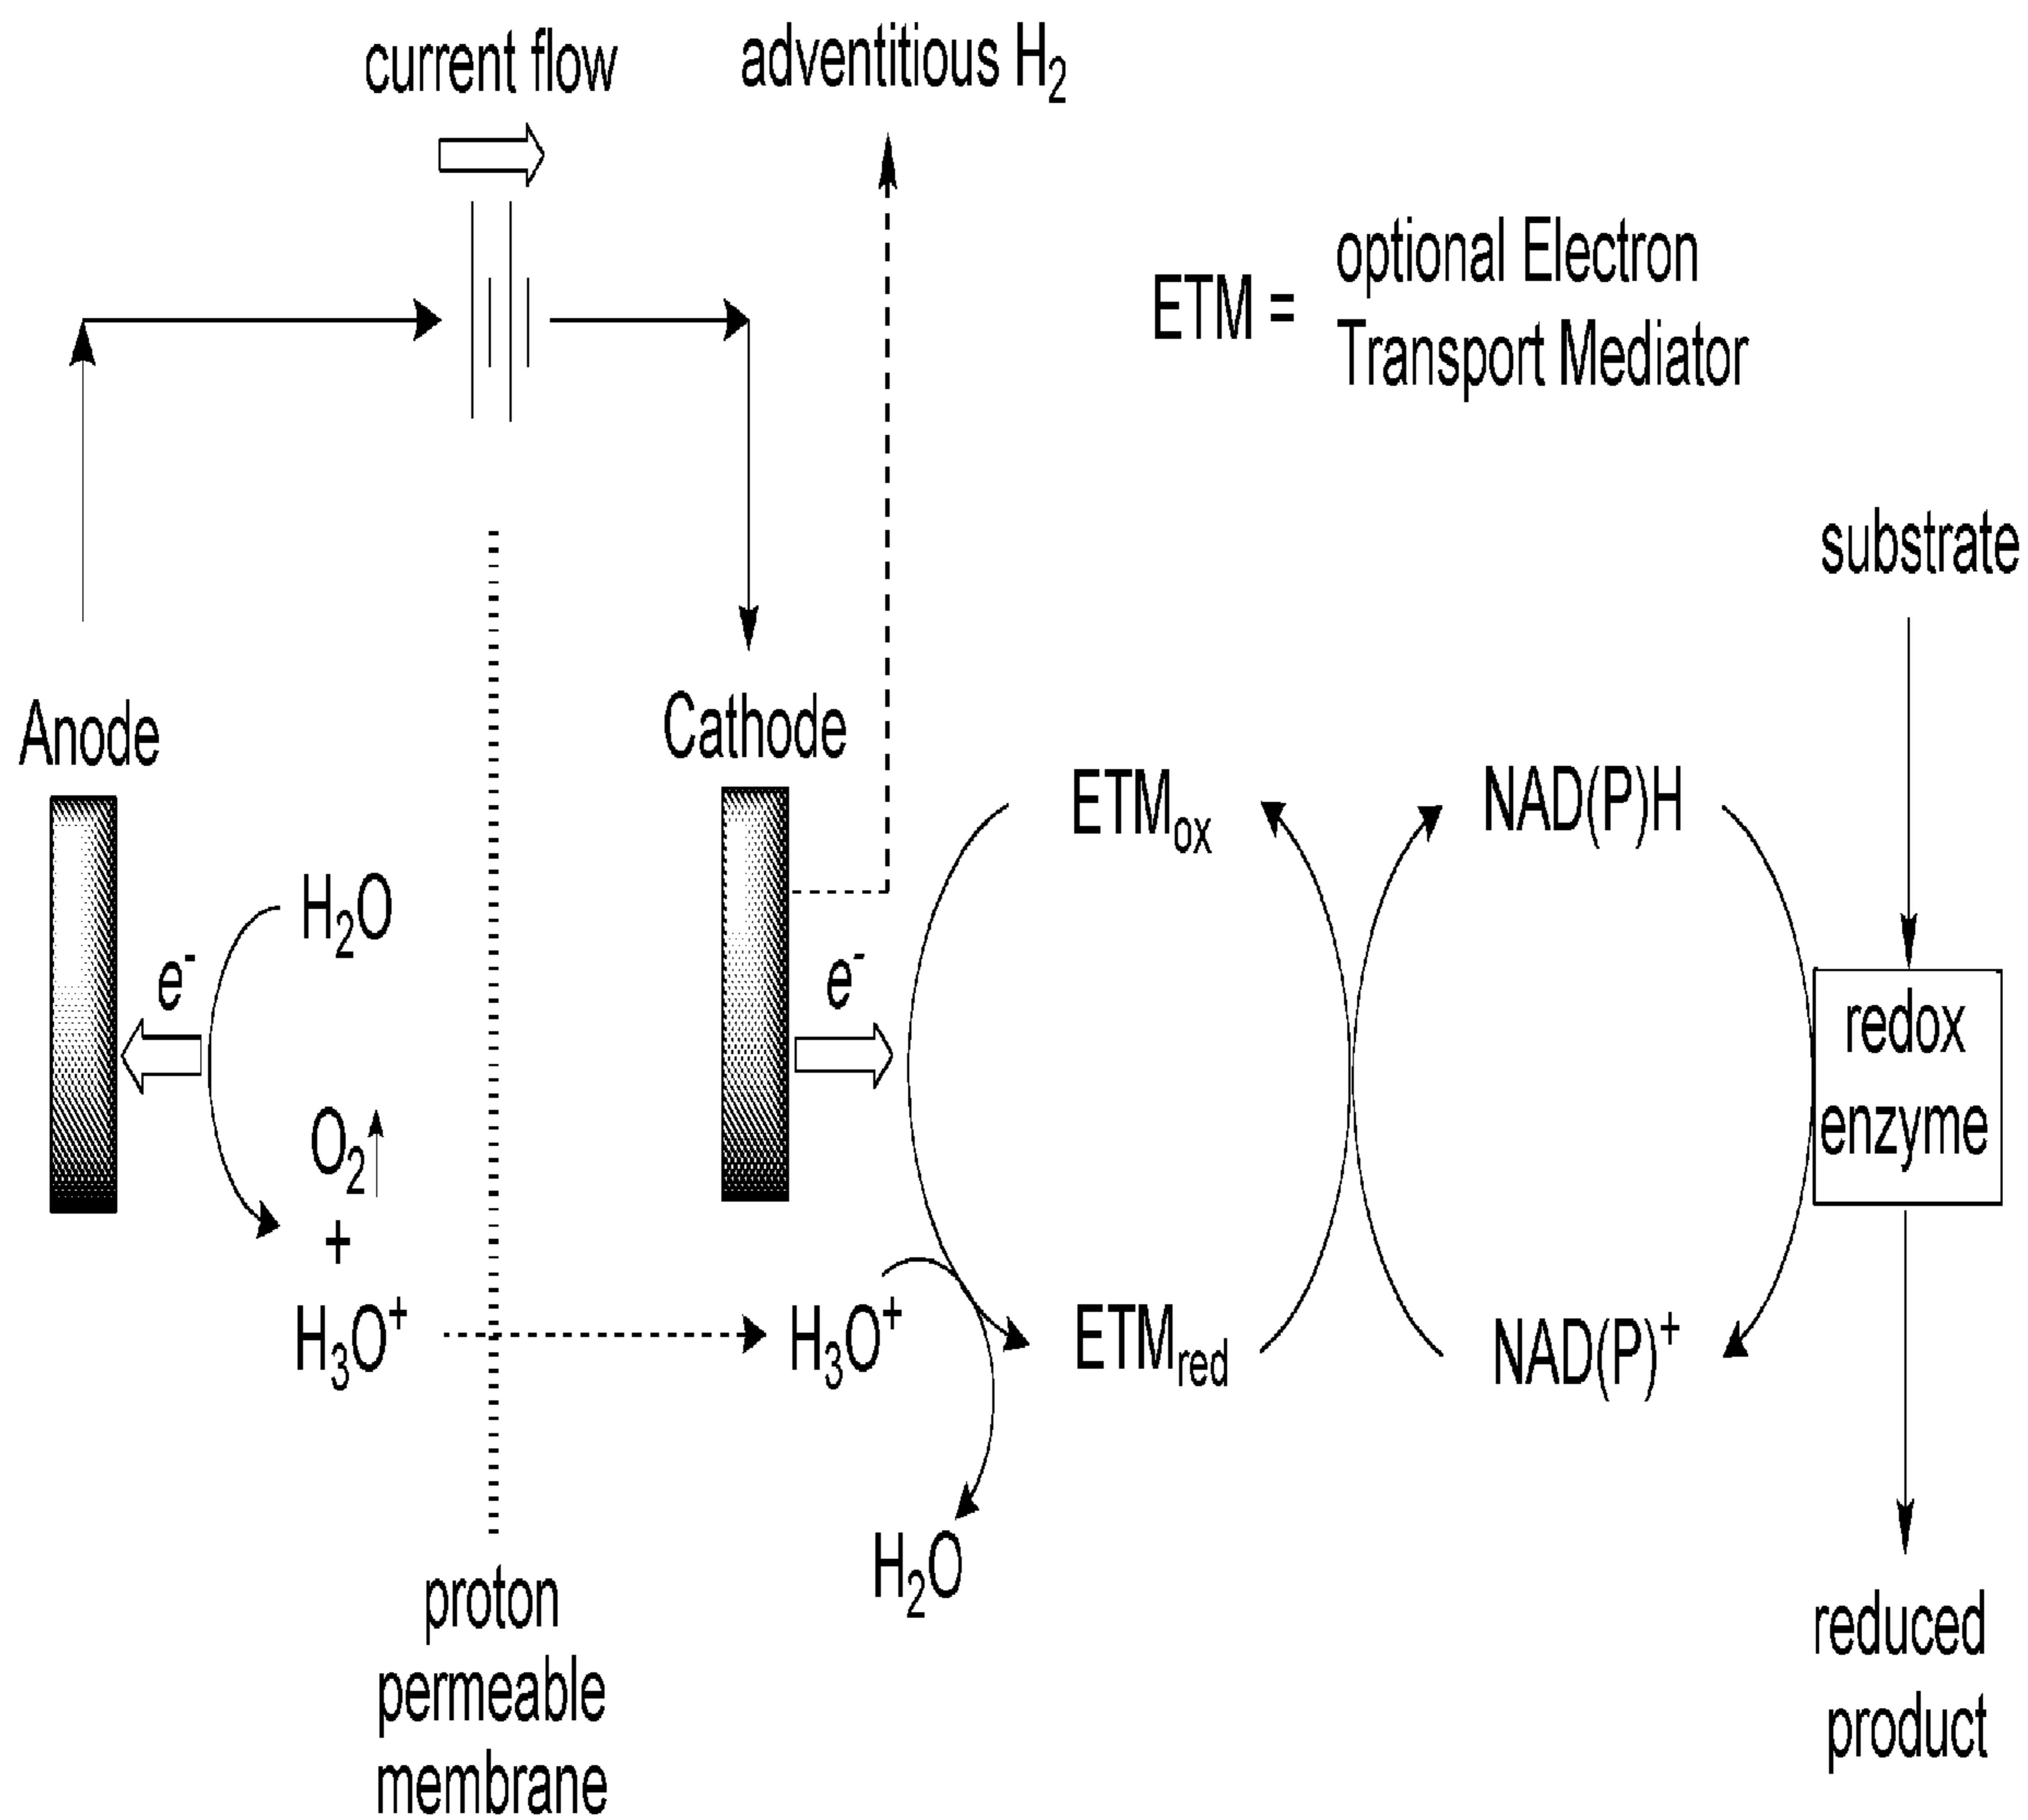 current flow
adventitious H₂
ETM = optional Electron
Transport Mediator
substrate
Anode
Cathode
ETMₒₓ
NAD(P)H
H₂O
e⁻
e⁻
redox
enzyme
O₂
+
H₃O⁺
H₃O⁺
ETMred
NAD(P)⁺
H₂O
proton
permeable
membrane
reduced
product